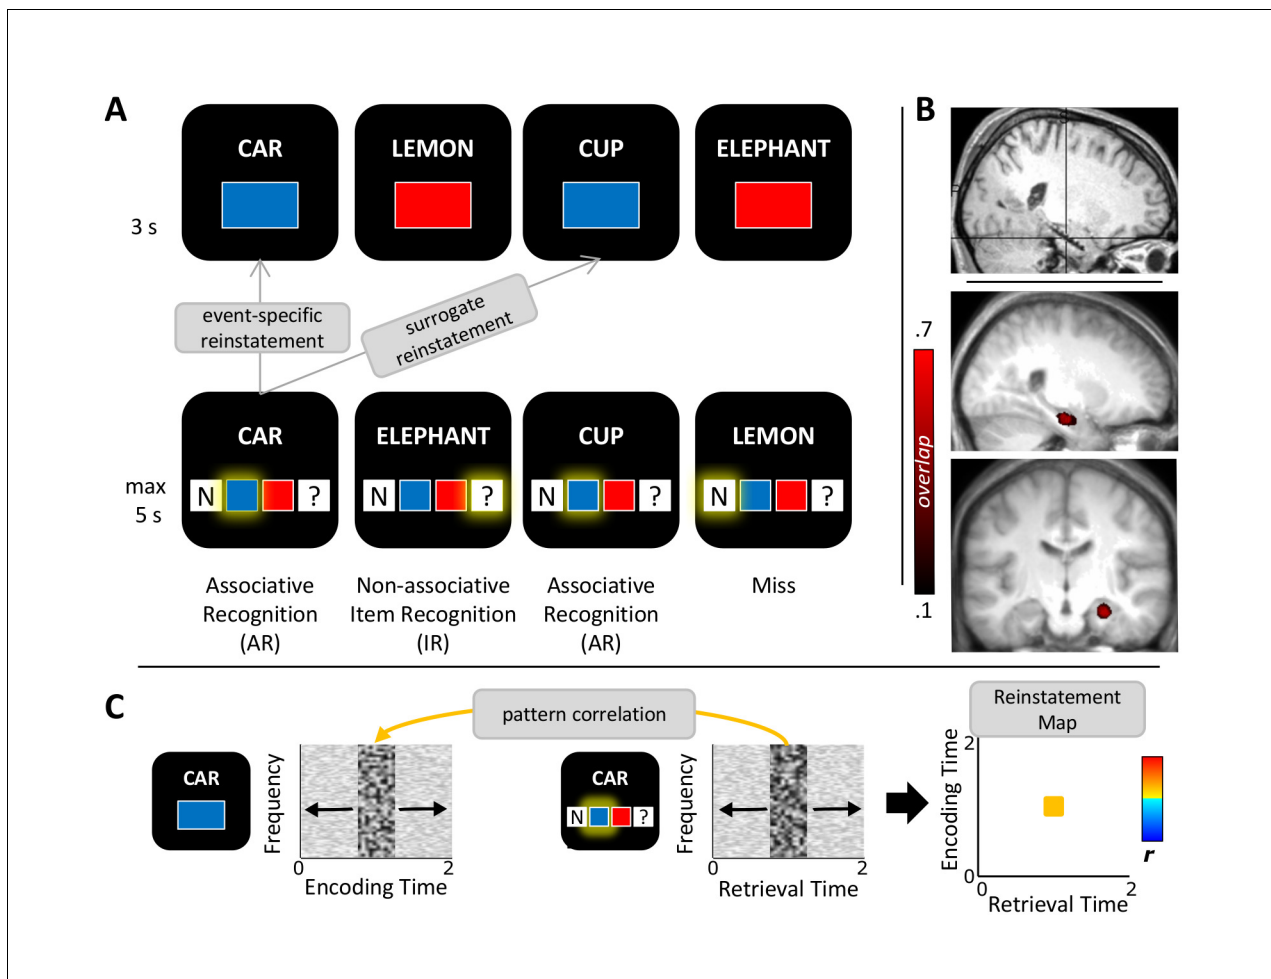 A
CAR
LEMON
CUP
ELEPHANT
3 s
event-specific
reinstatement
surrogate
reinstatement
CAR
N ?
ELEPHANT
N ?
CUP
N ?
LEMON
N ?
max
5 s
Associative
Recognition
(AR)
Non-associative
Item Recognition
(IR)
Associative
Recognition
(AR)
Miss
B
.7
overlap
.1
C
pattern correlation
CAR
Frequency
0 2
Encoding Time
CAR
N ?
Frequency
0 2
Retrieval Time
Reinstatement
Map
2
Encoding Time
0
0 2
Retrieval Time
r